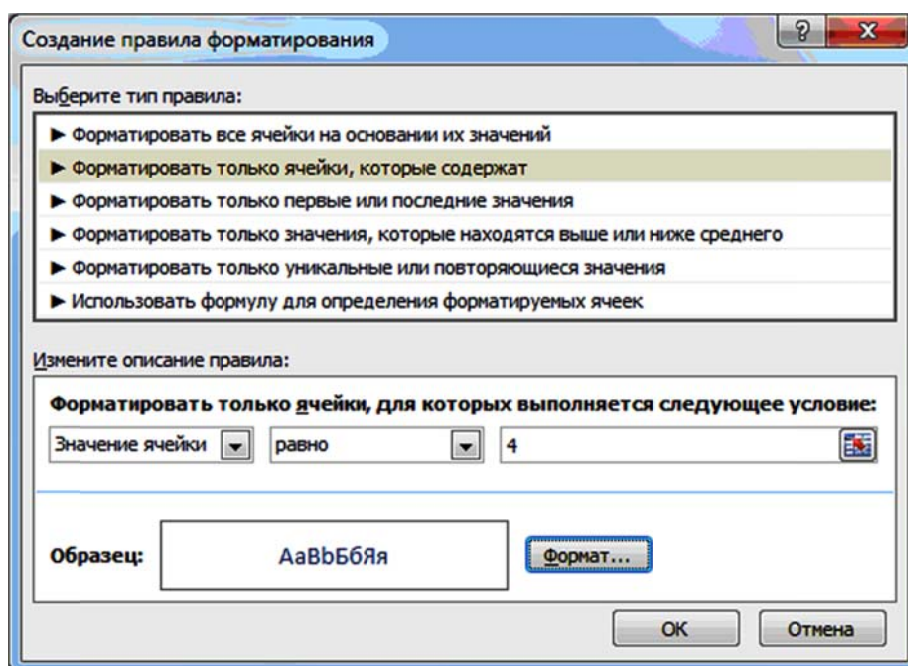 Создание правила форматирования
Выберите тип правила:
► Форматировать все ячейки на основании их значений
► Форматировать только ячейки, которые содержат
► Форматировать только первые или последние значения
► Форматировать только значения, которые находятся выше или ниже среднего
► Форматировать только уникальные или повторяющиеся значения
► Использовать формулу для определения форматируемых ячеек
Измените описание правила:
Форматировать только ячейки, для которых выполняется следующее условие:
Значение ячейки равно 4
Образец: АаВbБбЯя Формат...
ОК Отмена